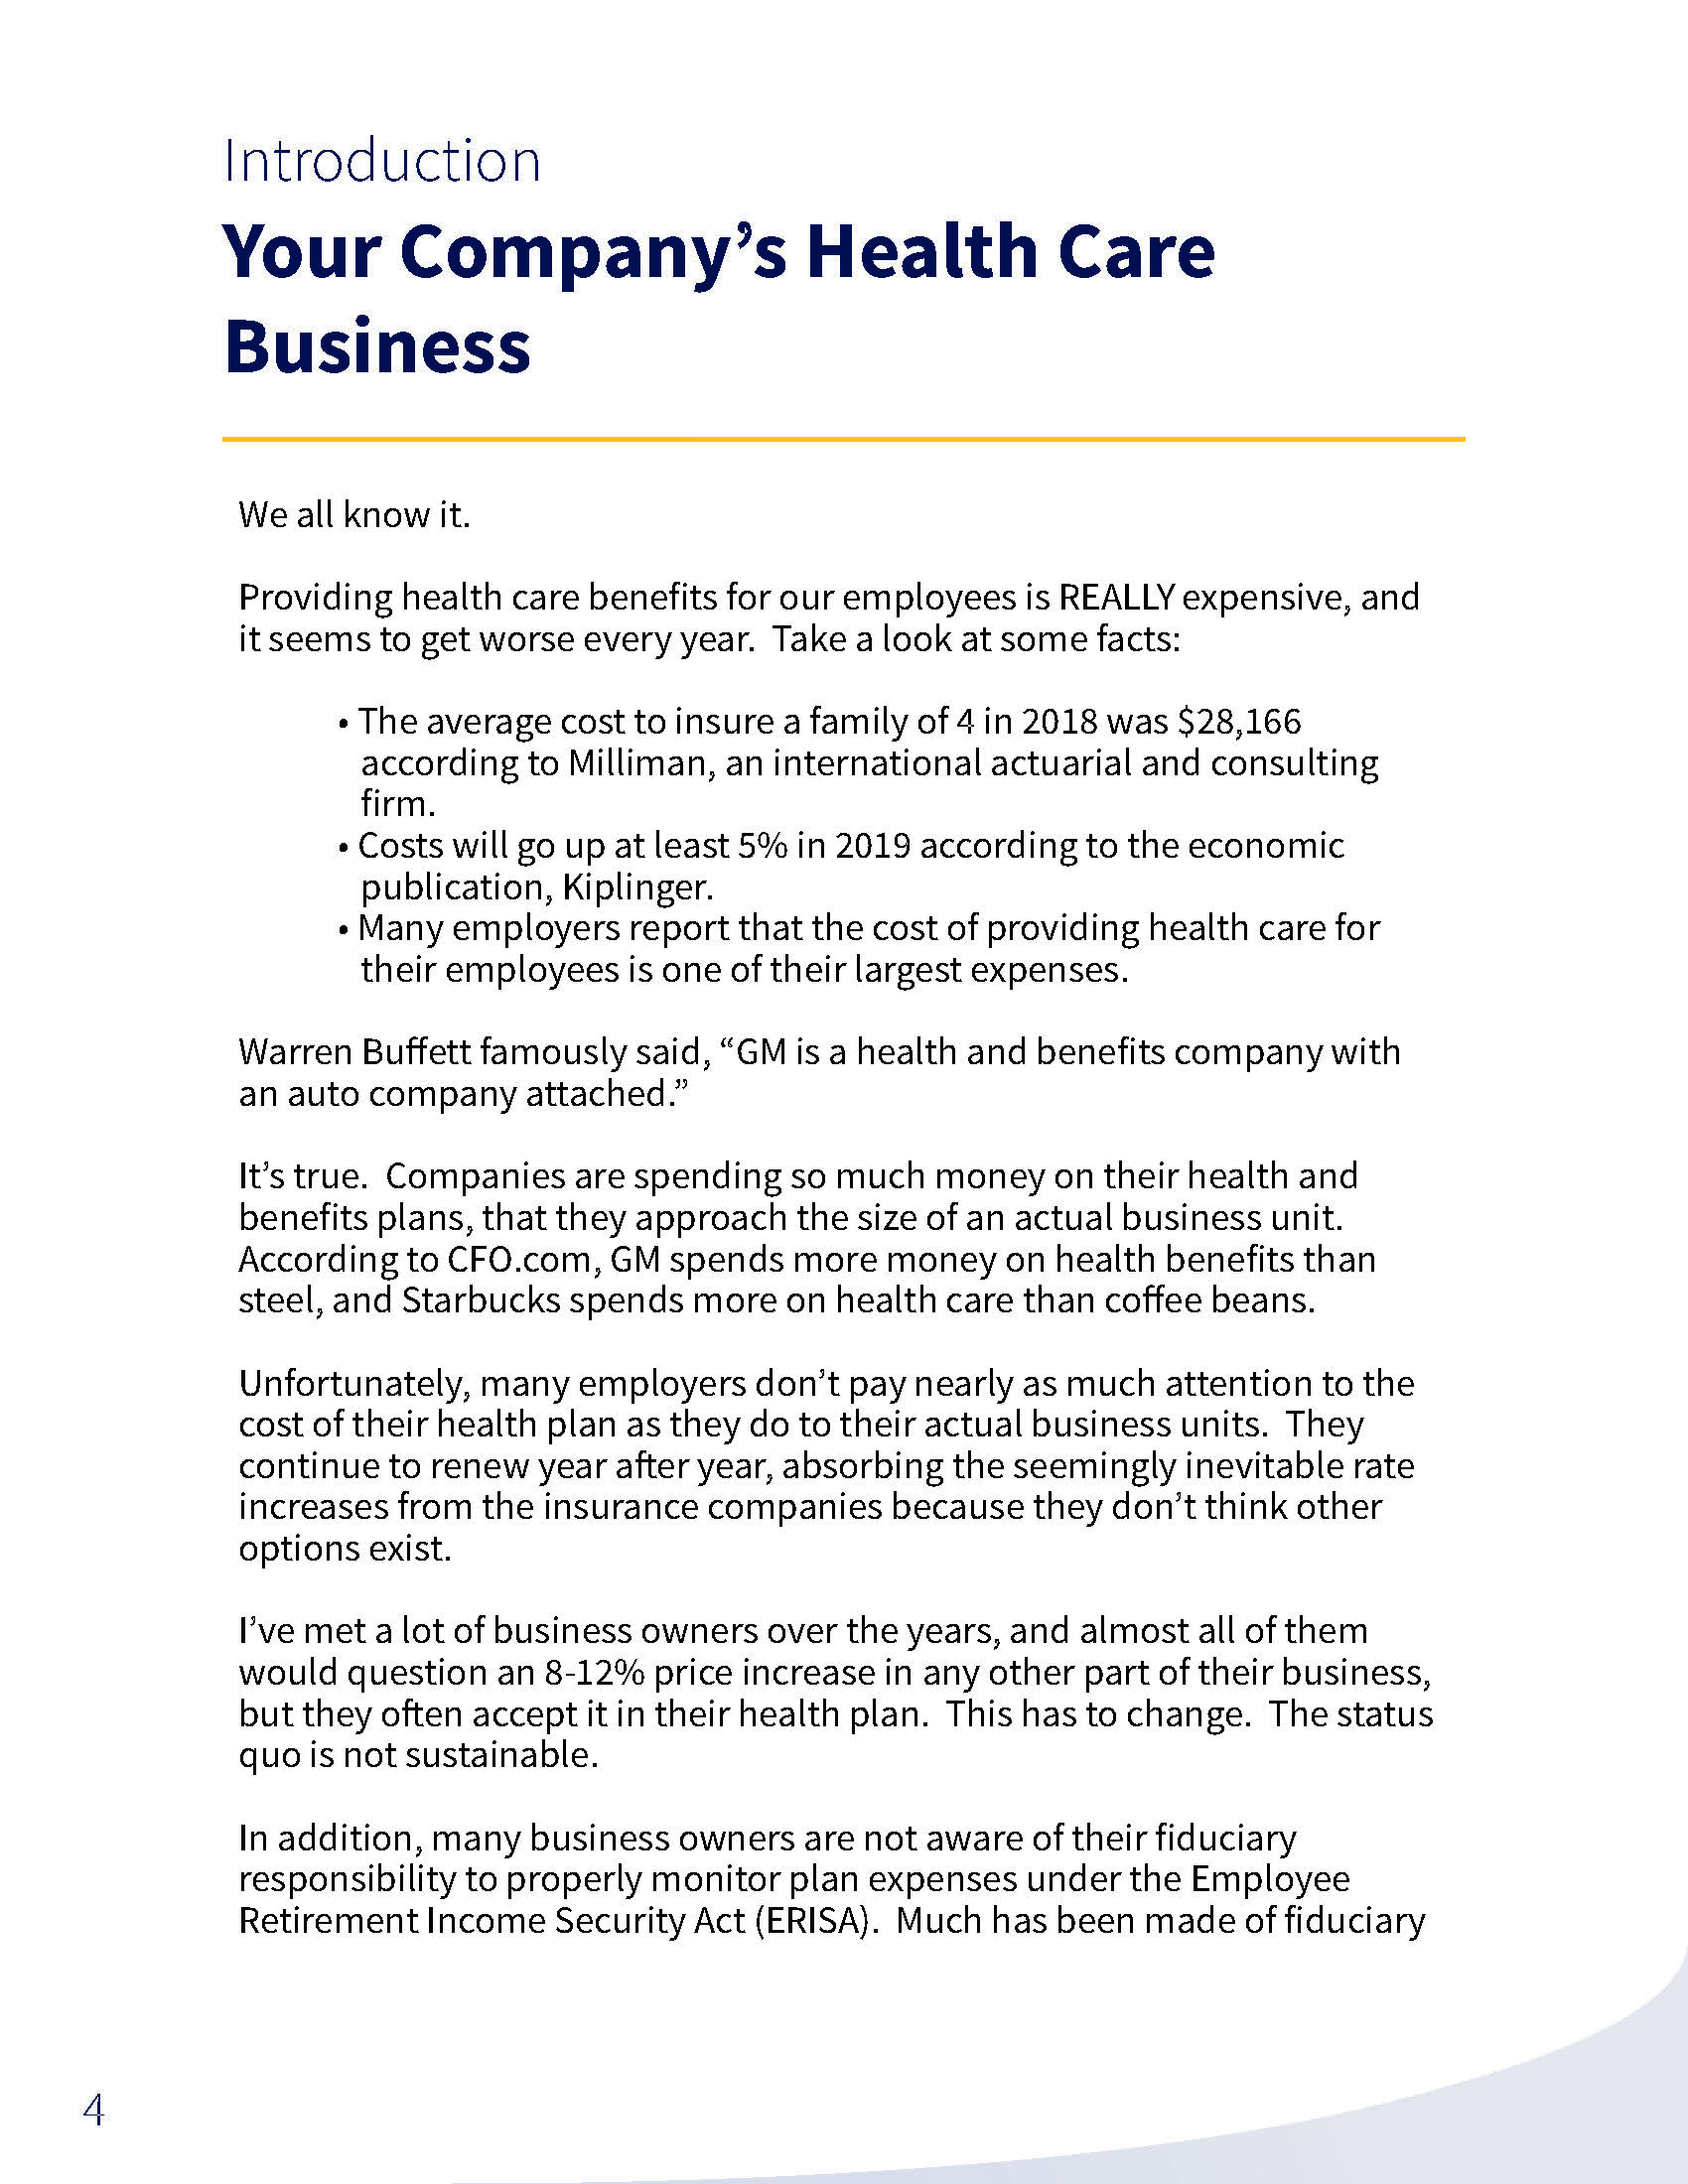 Introduction
Your Company’s Health Care
Business
We all know it.
Providing health care benefits for our employees is REALLY expensive, and
it seems to get worse every year.  Take a look at some facts:
• The average cost to insure a family of 4 in 2018 was $28,166
according to Milliman, an international actuarial and consulting
firm.
• Costs will go up at least 5% in 2019 according to the economic
publication, Kiplinger.
• Many employers report that the cost of providing health care for
their employees is one of their largest expenses.
Warren Buffett famously said, “GM is a health and benefits company with
an auto company attached.”
It’s true.  Companies are spending so much money on their health and
benefits plans, that they approach the size of an actual business unit.
According to CFO.com, GM spends more money on health benefits than
steel, and Starbucks spends more on health care than coffee beans.
Unfortunately, many employers don’t pay nearly as much attention to the
cost of their health plan as they do to their actual business units.  They
continue to renew year after year, absorbing the seemingly inevitable rate
increases from the insurance companies because they don’t think other
options exist.
I’ve met a lot of business owners over the years, and almost all of them
would question an 8-12% price increase in any other part of their business,
but they often accept it in their health plan.  This has to change.  The status
quo is not sustainable.
In addition, many business owners are not aware of their fiduciary
responsibility to properly monitor plan expenses under the Employee
Retirement Income Security Act (ERISA).  Much has been made of fiduciary
4